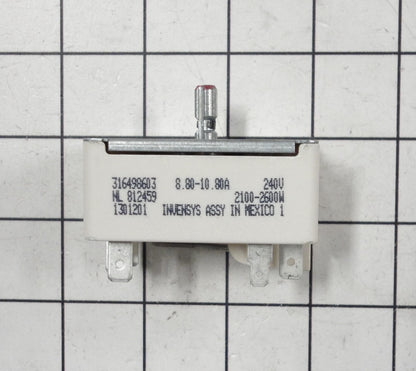 316498603 8.80-10.80A 240V
NL 812459 2100-2600W
1301201 INVENSYS ASSY IN MEXICO 1